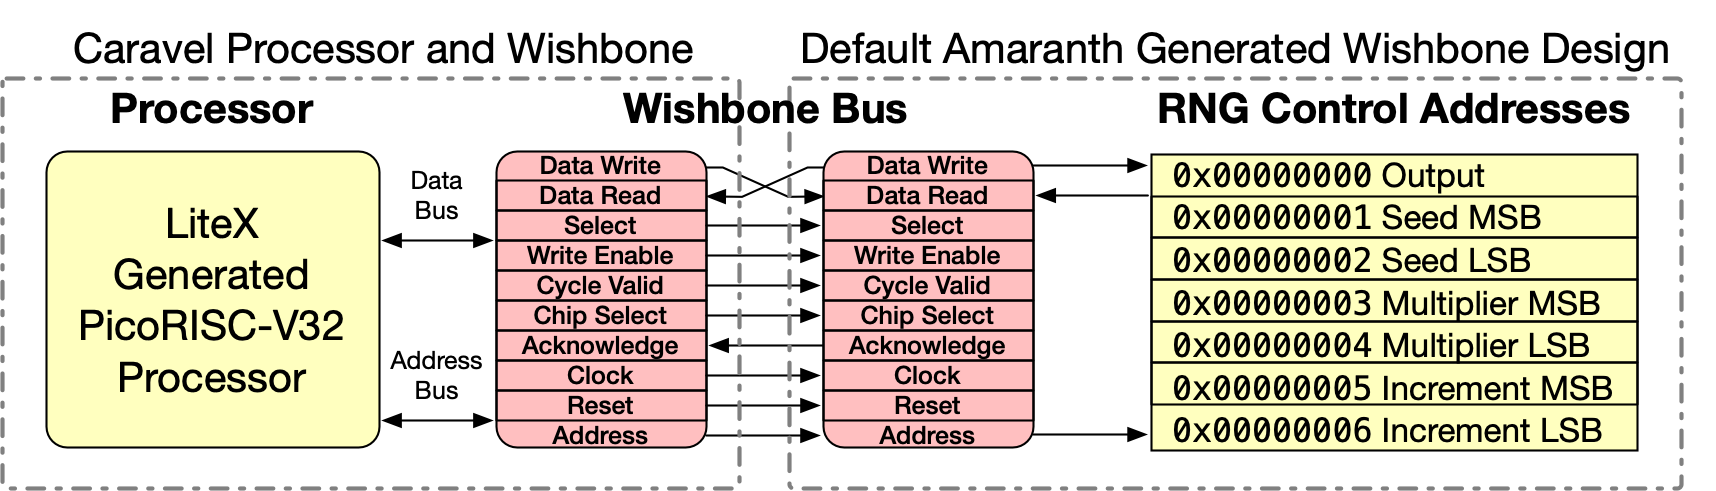 Caravel Processor and Wishbone
Default Amaranth Generated Wishbone Design
Processor
Wishbone Bus
RNG Control Addresses
LiteX
Generated
PicoRISC-V32
Processor
Data
Bus
Address
Bus
Data Write
Data Read
Select
Write Enable
Cycle Valid
Chip Select
Acknowledge
Clock
Reset
Address
Data Write
Data Read
Select
Write Enable
Cycle Valid
Chip Select
Acknowledge
Clock
Reset
Address
0x00000000 Output
0x00000001 Seed MSB
0x00000002 Seed LSB
0x00000003 Multiplier MSB
0x00000004 Multiplier LSB
0x00000005 Increment MSB
0x00000006 Increment LSB